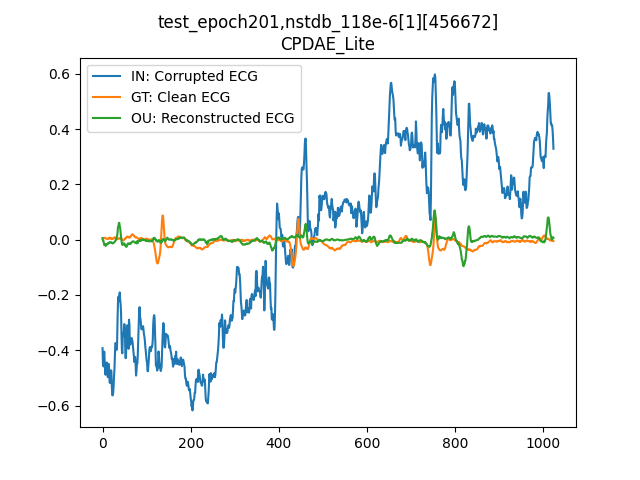 test_epoch201,nstdb_118e-6[1][456672]
CPDAE_Lite
IN: Corrupted ECG
GT: Clean ECG
OU: Reconstructed ECG
0.6
0.4
0.2
0.0
−0.2
−0.4
−0.6
0 200 400 600 800 1000